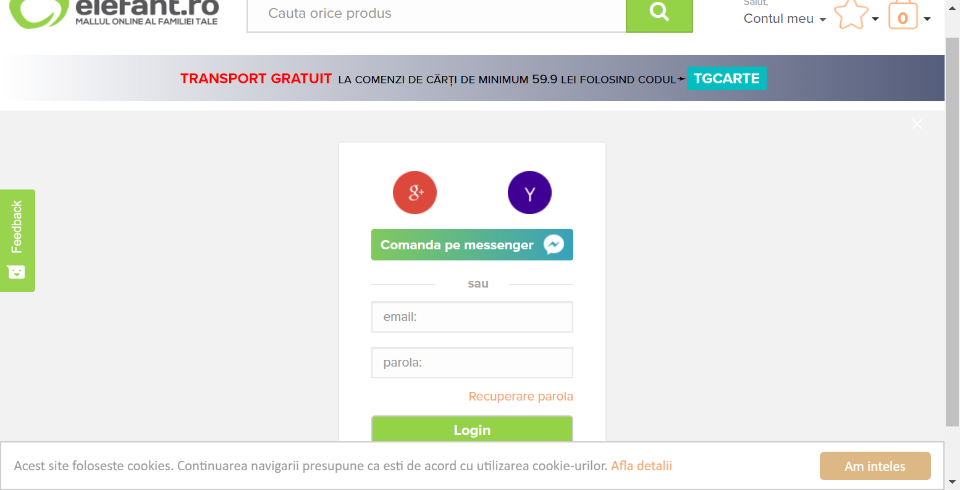 elefant.ro
MALLUL ONLINE AL FAMILIEI TALE
Cauta orice produs
Salut,
Contul meu
0
TRANSPORT GRATUIT LA COMENZI DE CĂRȚI DE MINIMUM 59.9 LEI FOLOSIND CODUL TGCARTE
Feedback
g+
Y
Comanda pe messenger
sau
email:
parola:
Recuperare parola
Login
Acest site foloseste cookies. Continuarea navigarii presupune ca esti de acord cu utilizarea cookie-urilor. Afla detalii
Am inteles